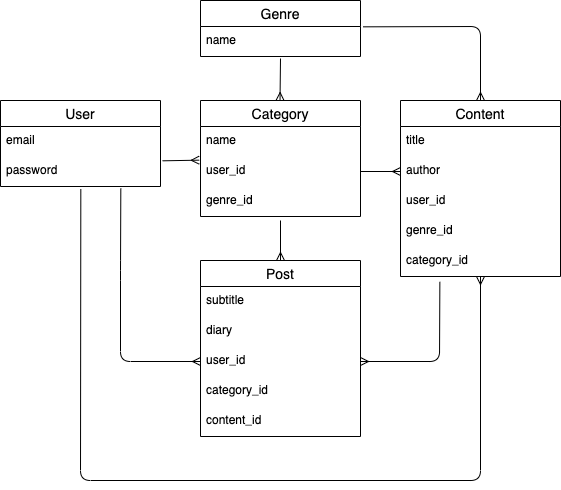 Genre
name
User
email
password
Category
name
user_id
genre_id
Content
title
author
user_id
genre_id
category_id
Post
subtitle
diary
user_id
category_id
content_id